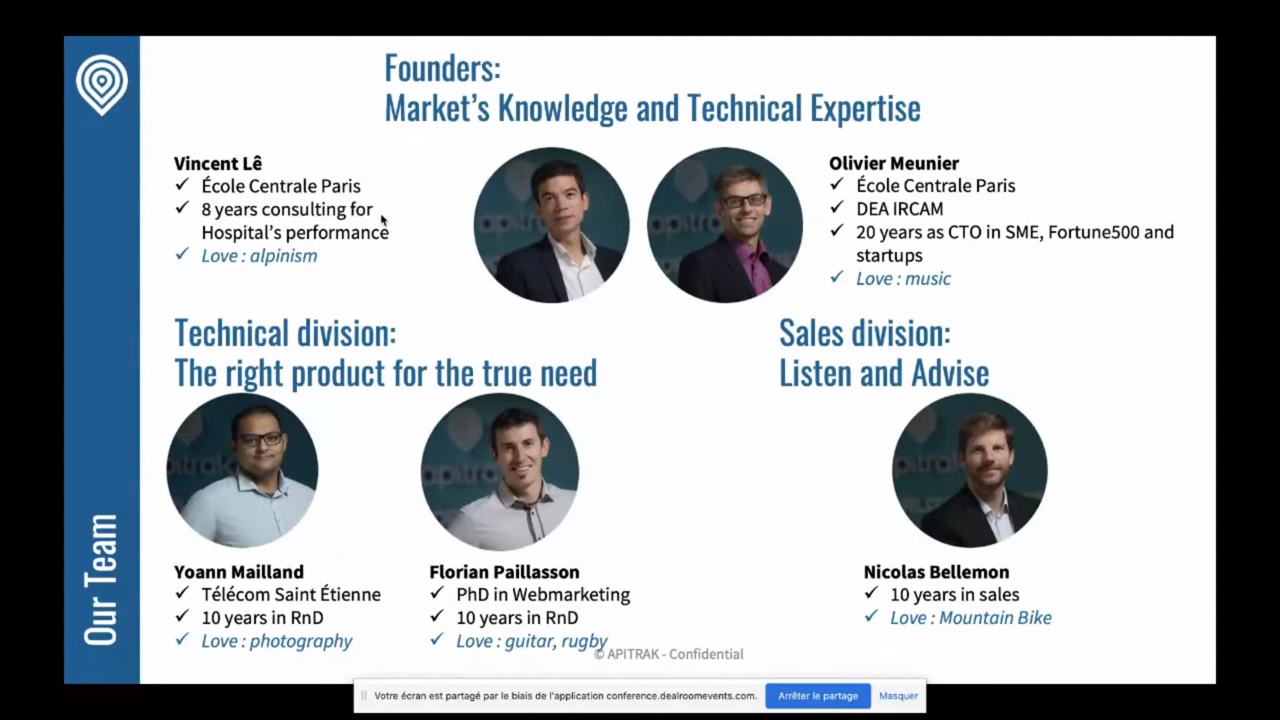 Founders:
Market's Knowledge and Technical Expertise
Vincent Lê
✓ École Centrale Paris
✓ 8 years consulting for
Hospital's performance
✓ Love : alpinism
Olivier Meunier
✓ École Centrale Paris
✓ DEA IRCAM
✓ 20 years as CTO in SME, Fortune500 and
startups
✓ Love : music
Technical division:
The right product for the true need
Sales division:
Listen and Advise
Yoann Mailland
✓ Télécom Saint Étienne
✓ 10 years in RnD
✓ Love : photography
Florian Paillasson
✓ PhD in Webmarketing
✓ 10 years in RnD
✓ Love : guitar, rugby
Nicolas Bellemon
✓ 10 years in sales
✓ Love : Mountain Bike
Our Team
© APITRAK - Confidential
Votre écran est partagé par le biais de l'application conference.dealroomevents.com.
Arrêter le partage
Masquer